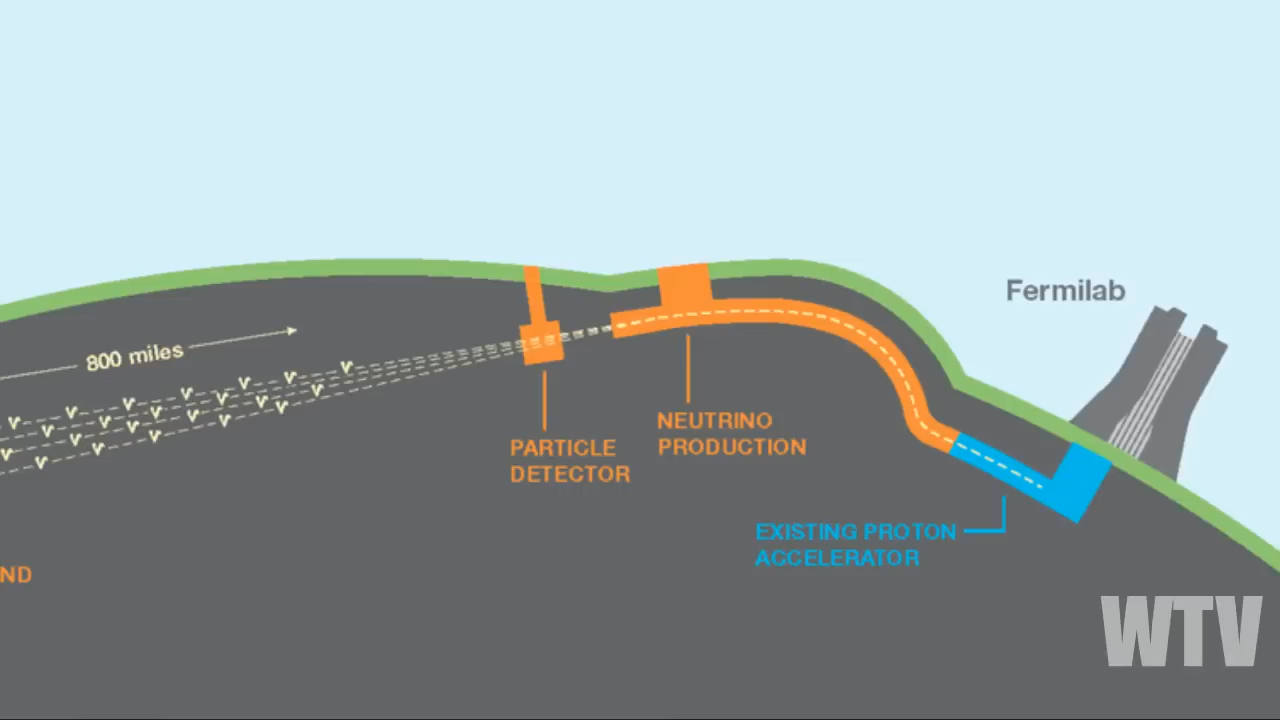 Fermilab
800 miles
NEUTRINO
PRODUCTION
PARTICLE
DETECTOR
EXISTING PROTON
ACCELERATOR
ND
WTV